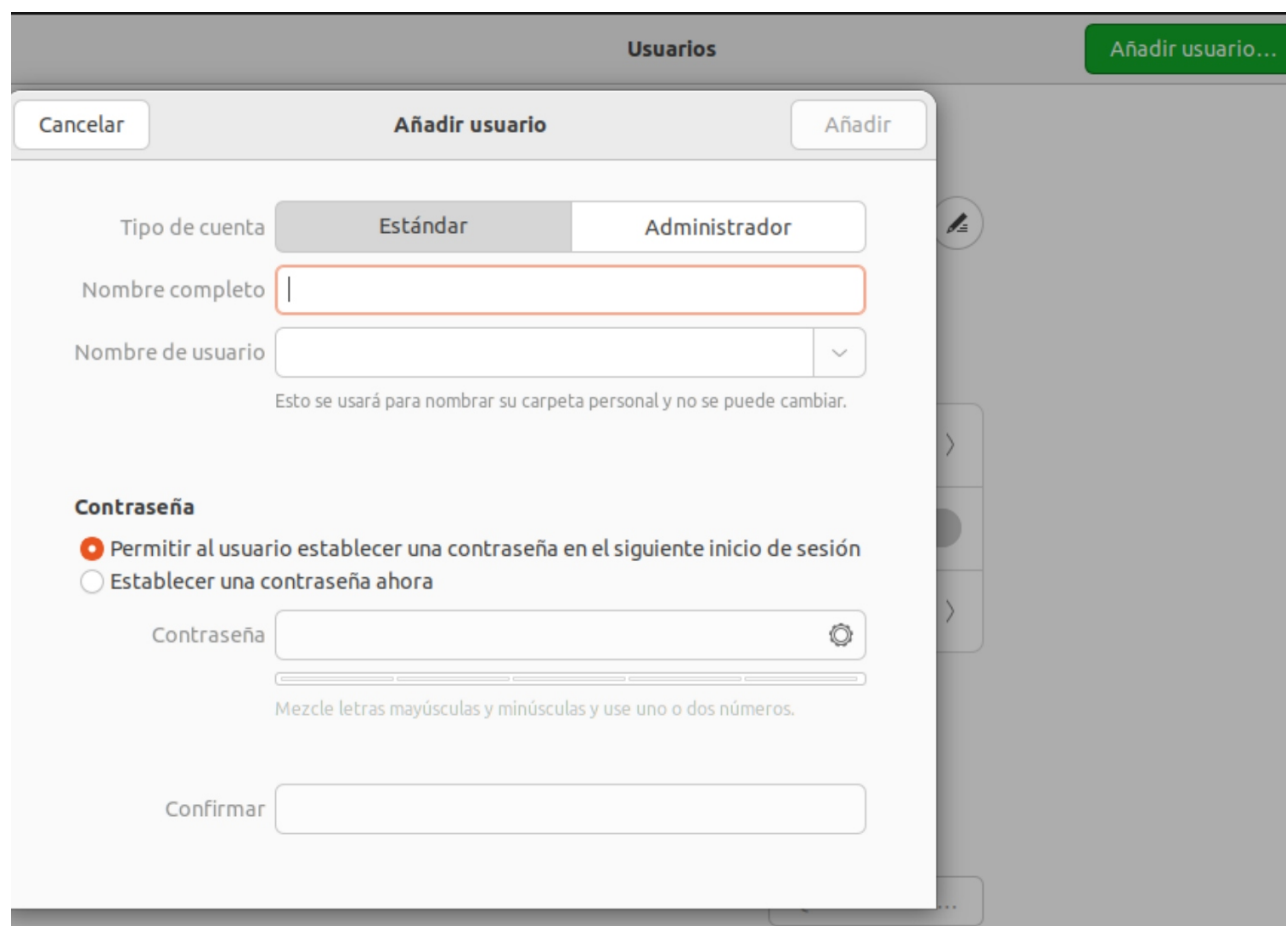 Usuarios
Añadir usuario...
Cancelar
Añadir usuario
Añadir
Tipo de cuenta
Estándar
Administrador
Nombre completo
Nombre de usuario
Esto se usará para nombrar su carpeta personal y no se puede cambiar.
Contraseña
Permitir al usuario establecer una contraseña en el siguiente inicio de sesión
Establecer una contraseña ahora
Contraseña
Mezcle letras mayúsculas y minúsculas y use uno o dos números.
Confirmar
...